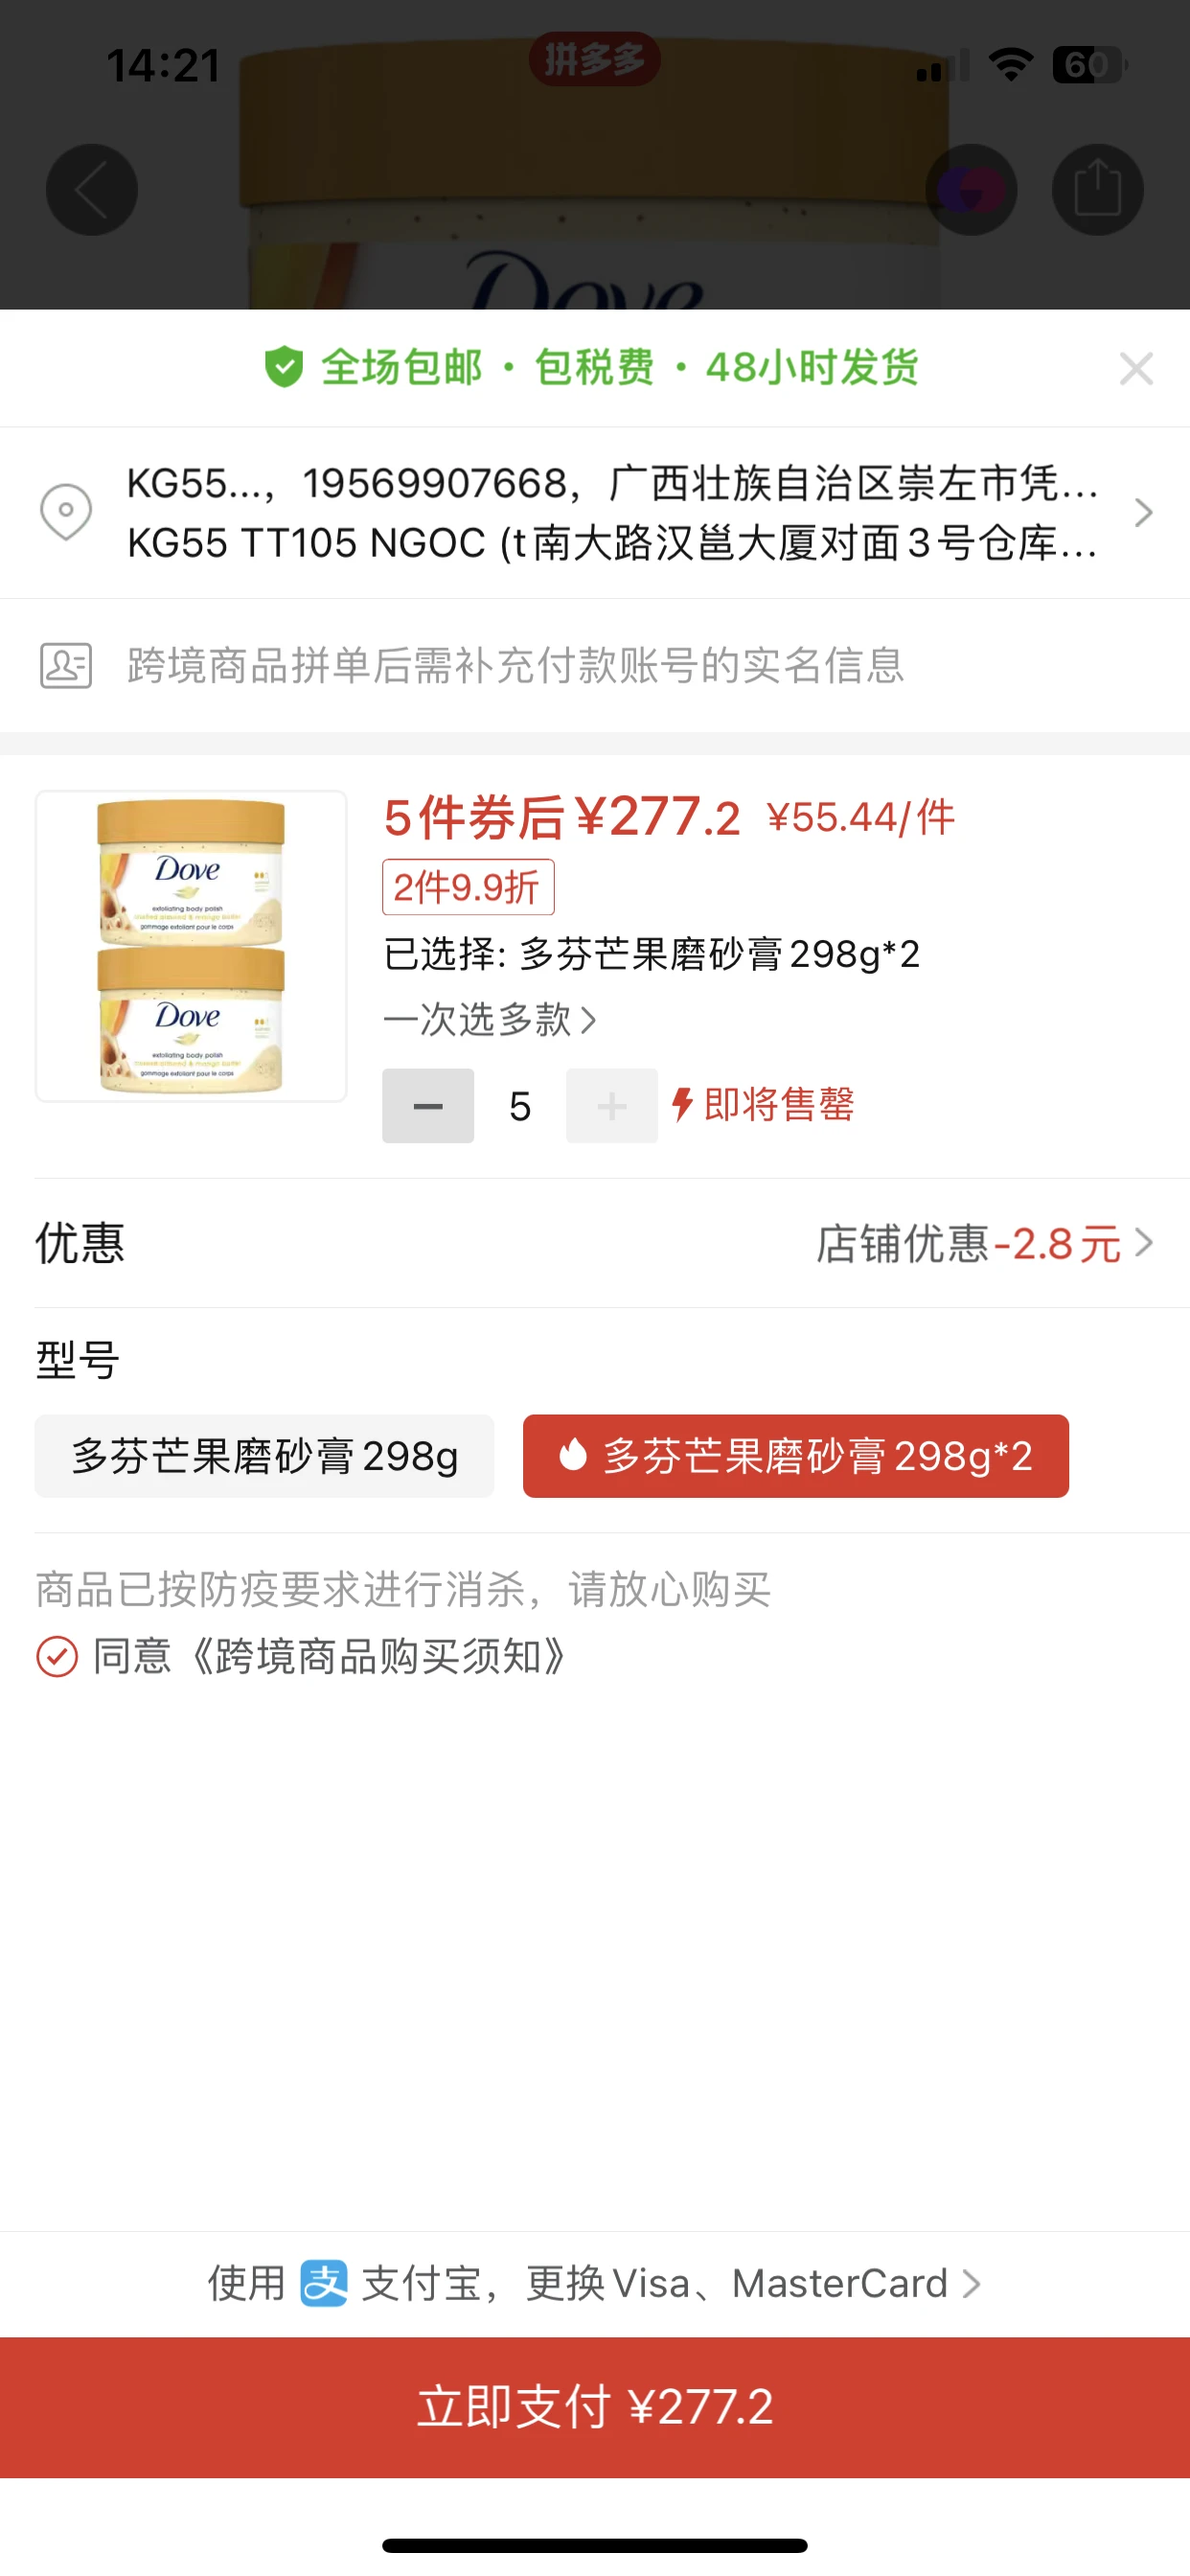 14:21
拼多多
60
Dove
全场包邮 · 包税费 · 48小时发货
KG55..., 19569907668, 广西壮族自治区崇左市凭...
KG55 TT105 NGOC (t南大路汉邕大厦对面3号仓库...
跨境商品拼单后需补充付款账号的实名信息
Dove
exfoliating body polish
crushed almond & mango butter
gommage exfoliant pour le corps
Dove
exfoliating body polish
crushed almond & mango butter
gommage exfoliant pour le corps
5件券后¥277.2 ¥55.44/件
2件9.9折
已选择: 多芬芒果磨砂膏298g*2
一次选多款
5
即将售罄
优惠
店铺优惠-2.8元
型号
多芬芒果磨砂膏298g
多芬芒果磨砂膏298g*2
商品已按防疫要求进行消杀，请放心购买
同意《跨境商品购买须知》
使用 支 支付宝，更换Visa、MasterCard
立即支付 ¥277.2